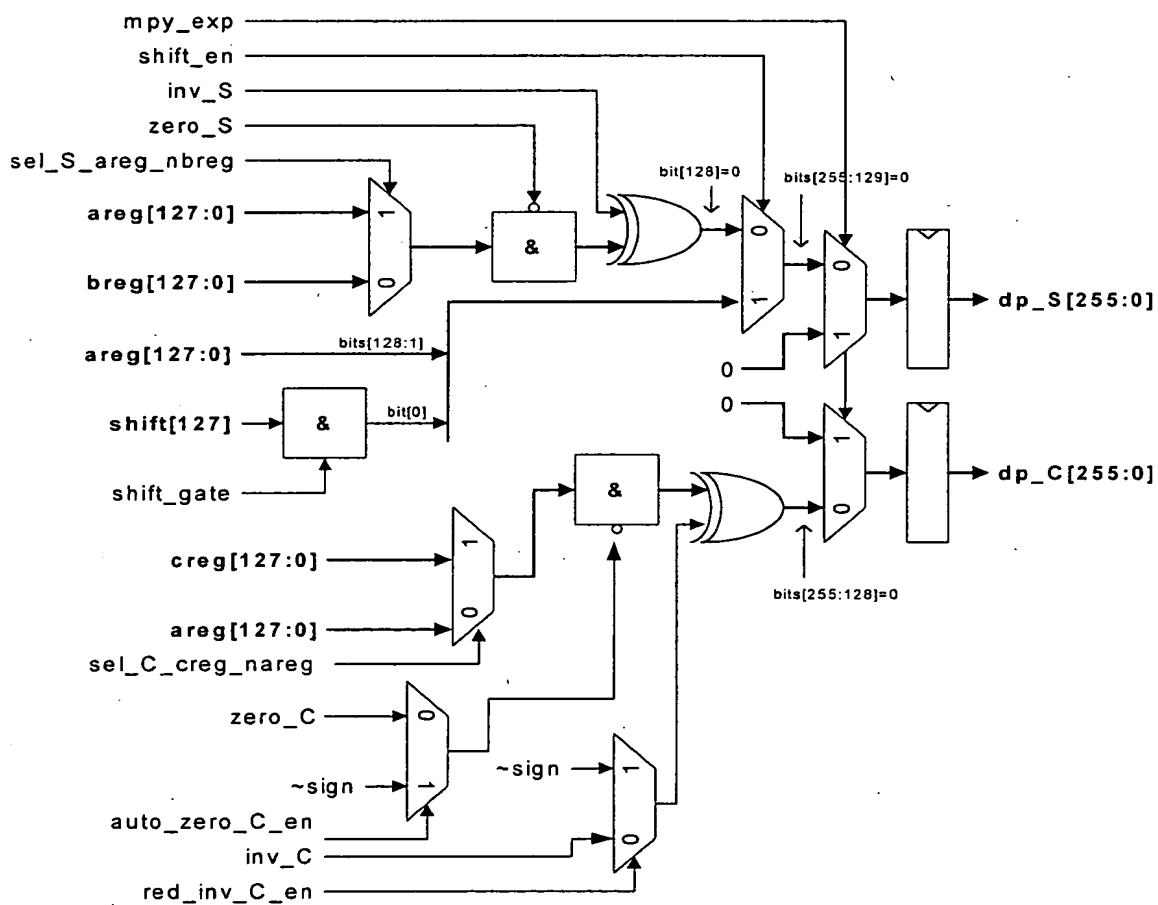 mpy_exp
shift_en
inv_S
zero_S
sel_S_areg_nbreg
bit[128]=0
bits[255:129]=0
areg[127:0]
1
&
0
0
breg[127:0]
0
1
1
dp_S[255:0]
areg[127:0]
bits[128:1]
0
0
shift[127]
&
bit[0]
1
shift_gate
&
dp_C[255:0]
0
creg[127:0]
1
bits[255:128]=0
areg[127:0]
0
sel_C_creg_nareg
zero_C
0
~sign
1
~sign
1
auto_zero_C_en
inv_C
0
red_inv_C_en